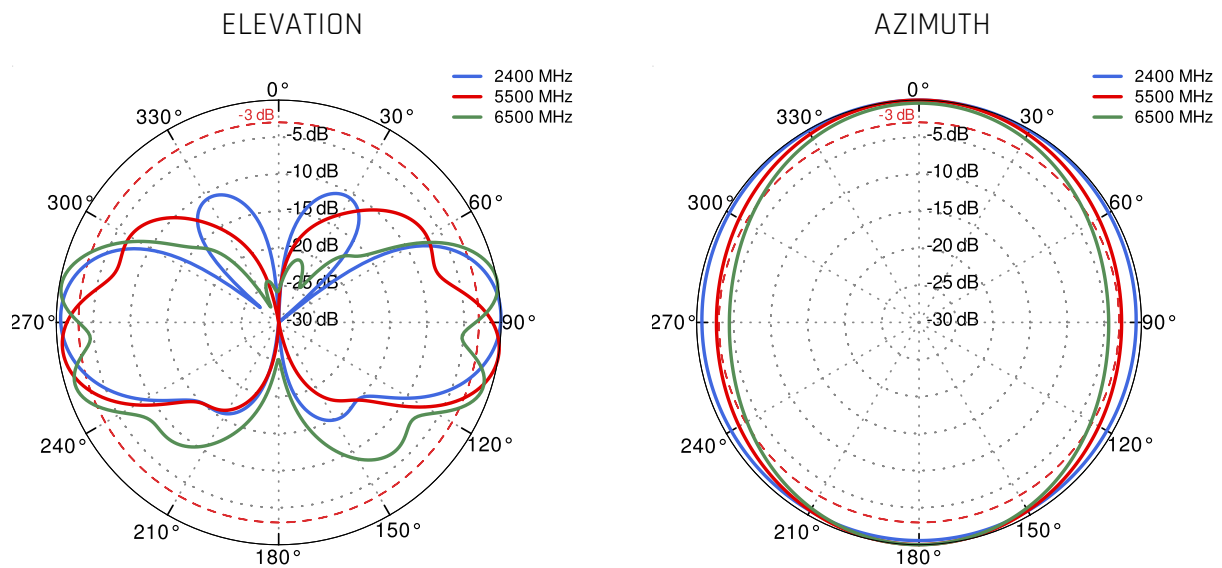 ELEVATION
2400 MHz
5500 MHz
6500 MHz
0°
330°
-3 dB
30°
-5 dB
-10 dB
300°
-15 dB
60°
-20 dB
-25 dB
270°
-30 dB
90°
240°
120°
210°
150°
180°
AZIMUTH
2400 MHz
5500 MHz
6500 MHz
0°
330°
-3 dB
30°
-5 dB
-10 dB
300°
-15 dB
60°
-20 dB
-25 dB
270°
-30 dB
90°
240°
120°
210°
150°
180°